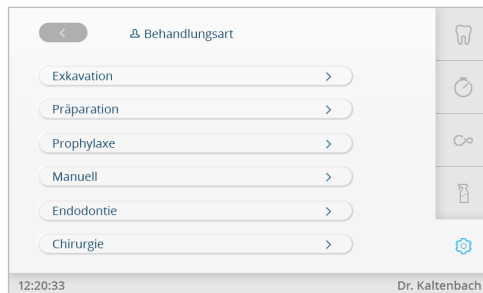 Behandlungsart
Exkavation
Präparation
Prophylaxe
Manuell
Endodontie
Chirurgie
12:20:33 Dr. Kaltenbach